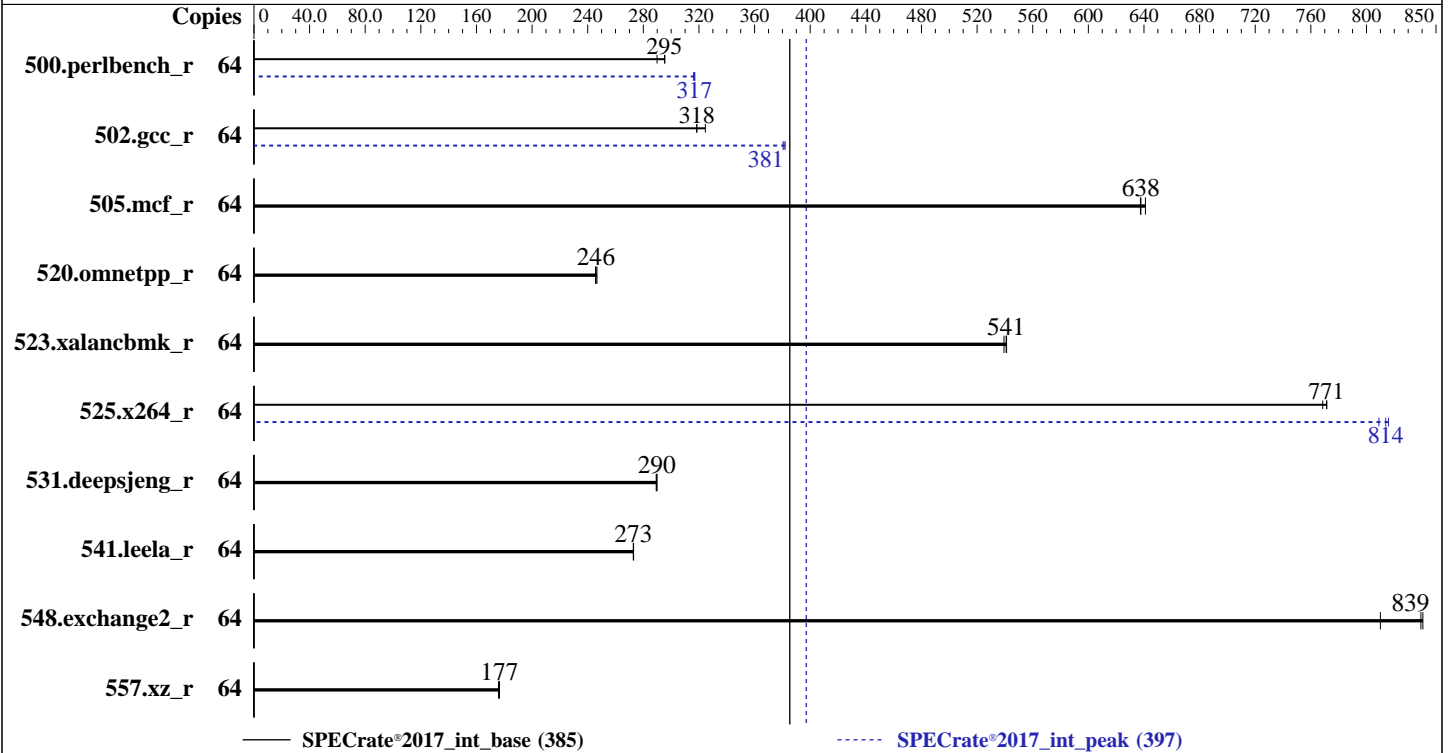 Copies 0 40.0 80.0 120 160 200 240 280 320 360 400 440 480 520 560 600 640 680 720 760 800 850
295
500.perlbench_r 64
317
318
502.gcc_r 64
381
638
505.mcf_r 64
246
520.omnetpp_r 64
541
523.xalancbmk_r 64
771
525.x264_r 64
814
290
531.deepsjeng_r 64
273
541.leela_r 64
839
548.exchange2_r 64
177
557.xz_r 64
SPECrate®2017_int_base (385) SPECrate®2017_int_peak (397)